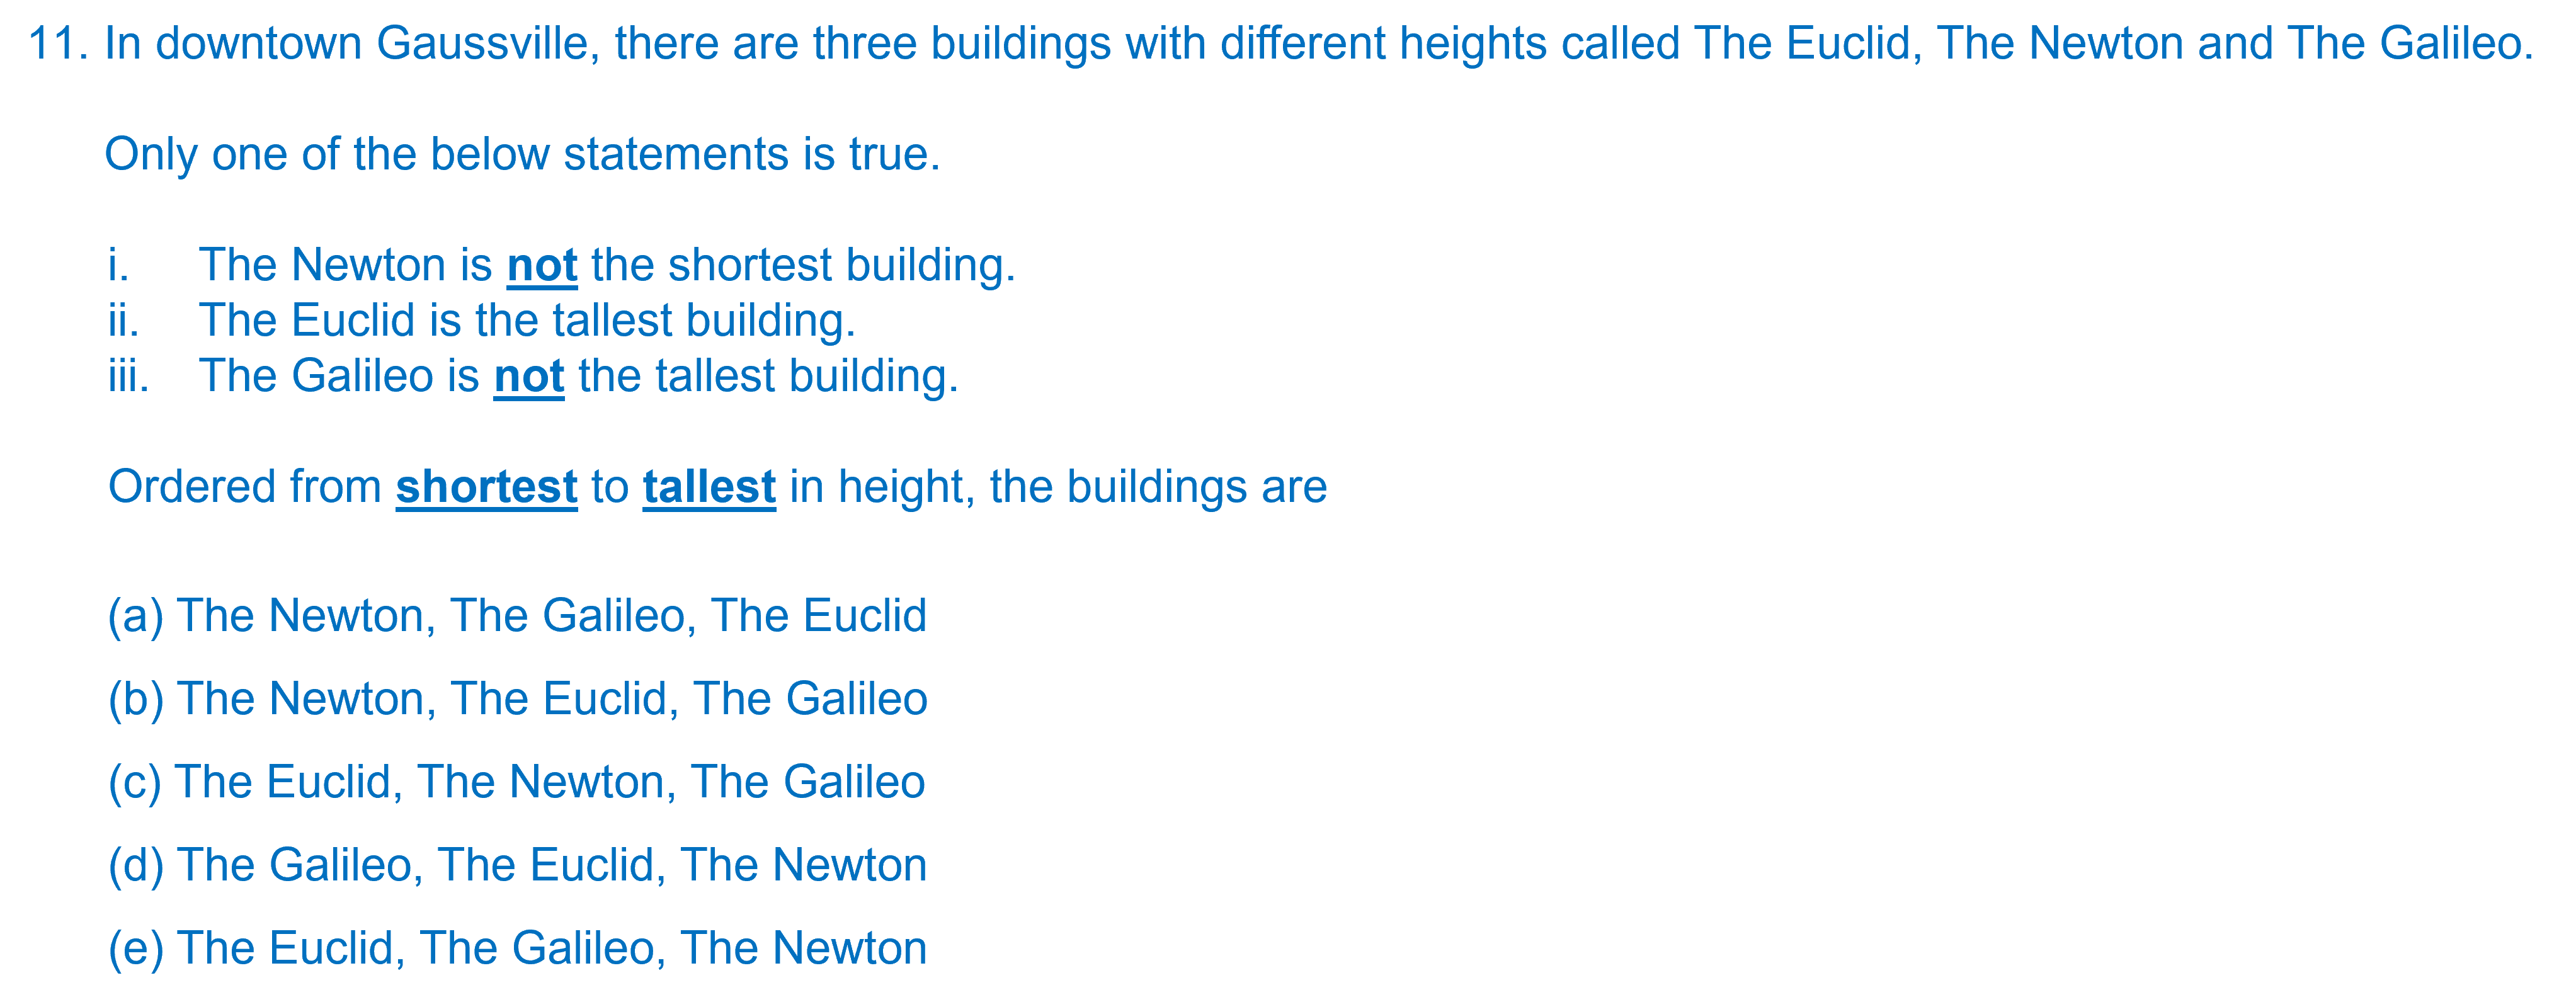 11. In downtown Gaussville, there are three buildings with different heights called The Euclid, The Newton and The Galileo.
Only one of the below statements is true.
i. The Newton is not the shortest building.
ii. The Euclid is the tallest building.
iii. The Galileo is not the tallest building.
Ordered from shortest to tallest in height, the buildings are
(a) The Newton, The Galileo, The Euclid
(b) The Newton, The Euclid, The Galileo
(c) The Euclid, The Newton, The Galileo
(d) The Galileo, The Euclid, The Newton
(e) The Euclid, The Galileo, The Newton